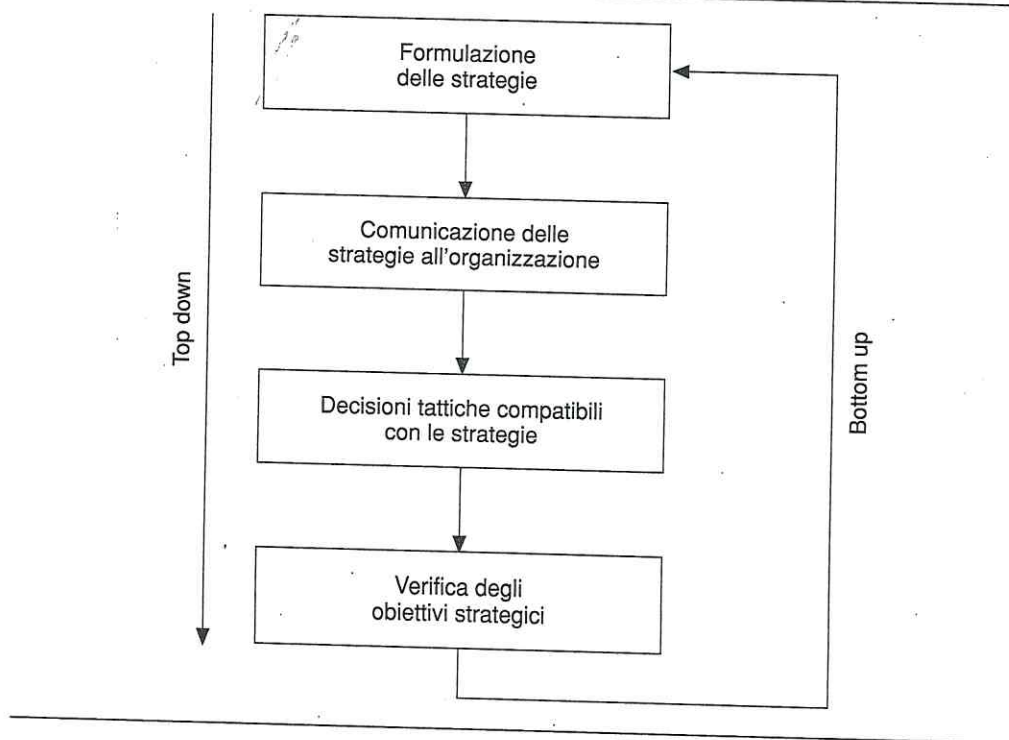 Formulazione
delle strategie
Comunicazione delle
strategie all'organizzazione
Top down
Decisioni tattiche compatibili
con le strategie
Bottom up
Verifica degli
obiettivi strategici